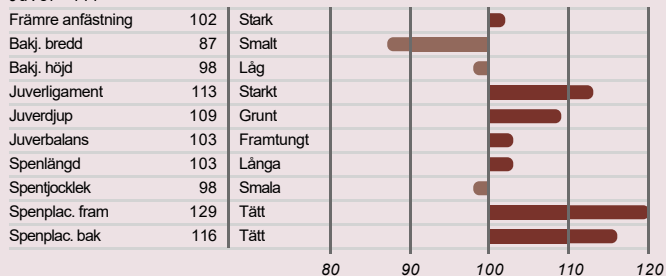 Främre anfästning 102 Stark
Bakj. bredd 87 Smalt
Bakj. höjd 98 Låg
Juverligament 113 Starkt
Juverdjup 109 Grunt
Juverbalans 103 Framtungt
Spenlängd 103 Långa
Spentjocklek 98 Smala
Spenplac. fram 129 Tätt
Spenplac. bak 116 Tätt
80 90 100 110 120